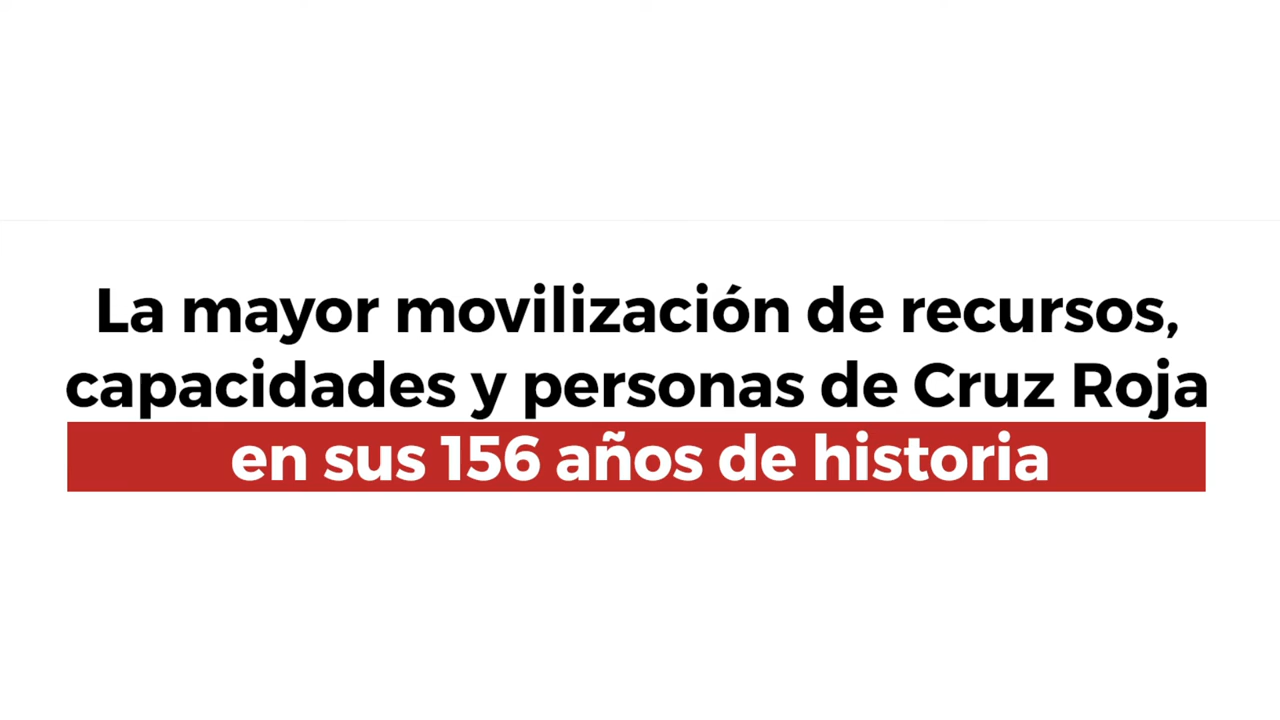 La mayor movilización de recursos,
capacidades y personas de Cruz Roja
en sus 156 años de historia